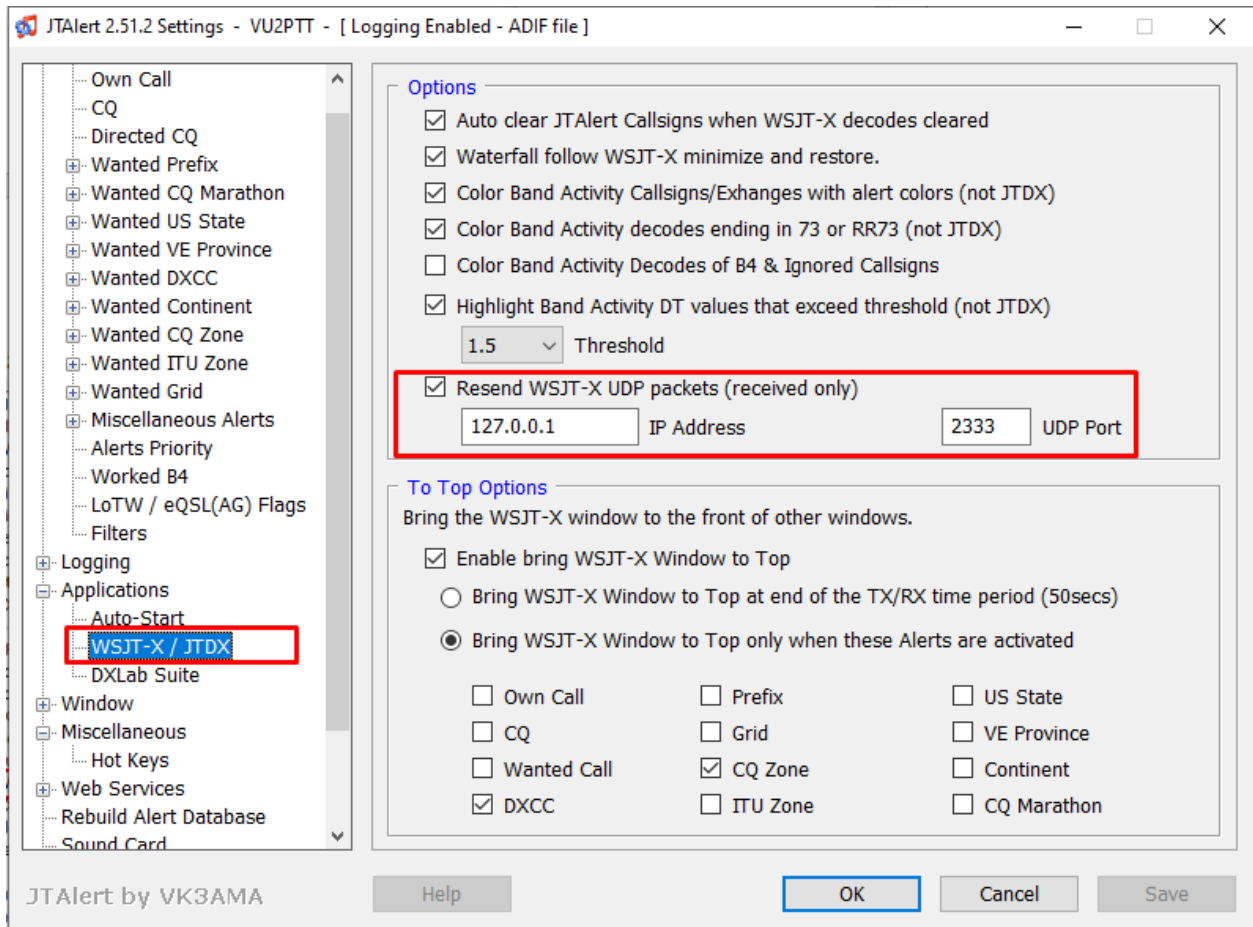 JTAlert 2.51.2 Settings - VU2PTT - [ Logging Enabled - ADIF file ]
Own Call
CQ
Directed CQ
Wanted Prefix
Wanted CQ Marathon
Wanted US State
Wanted VE Province
Wanted DXCC
Wanted Continent
Wanted CQ Zone
Wanted ITU Zone
Wanted Grid
Miscellaneous Alerts
Alerts Priority
Worked B4
LoTW / eQSL(AG) Flags
Filters
Logging
Applications
Auto-Start
WSJT-X / JTDX
DXLab Suite
Window
Miscellaneous
Hot Keys
Web Services
Rebuild Alert Database
Sound Card
Options
Auto clear JTAlert Callsigns when WSJT-X decodes cleared
Waterfall follow WSJT-X minimize and restore.
Color Band Activity Callsigns/Exhanges with alert colors (not JTDX)
Color Band Activity decodes ending in 73 or RR73 (not JTDX)
Color Band Activity Decodes of B4 & Ignored Callsigns
Highlight Band Activity DT values that exceed threshold (not JTDX)
1.5 Threshold
Resend WSJT-X UDP packets (received only)
127.0.0.1 IP Address 2333 UDP Port
To Top Options
Bring the WSJT-X window to the front of other windows.
Enable bring WSJT-X Window to Top
Bring WSJT-X Window to Top at end of the TX/RX time period (50secs)
Bring WSJT-X Window to Top only when these Alerts are activated
Own Call Prefix US State
CQ Grid VE Province
Wanted Call CQ Zone Continent
DXCC ITU Zone CQ Marathon
JTAlert by VK3AMA
Help OK Cancel Save